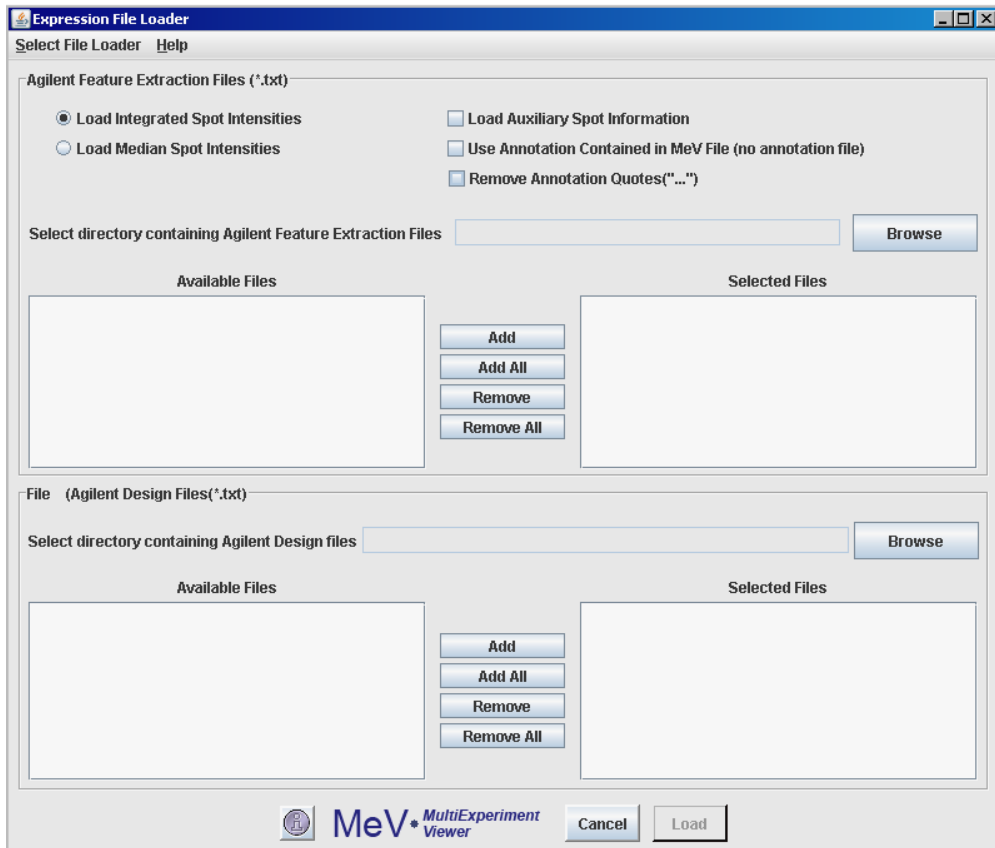 Expression File Loader
Select File Loader Help
Agilent Feature Extraction Files (*.txt)
Load Integrated Spot Intensities
Load Auxiliary Spot Information
Load Median Spot Intensities
Use Annotation Contained in MeV File (no annotation file)
Remove Annotation Quotes("...")
Select directory containing Agilent Feature Extraction Files
Browse
Available Files
Selected Files
Add
Add All
Remove
Remove All
File (Agilent Design Files(*.txt)
Select directory containing Agilent Design files
Browse
Available Files
Selected Files
Add
Add All
Remove
Remove All
MeV MultiExperiment
Viewer
Cancel
Load